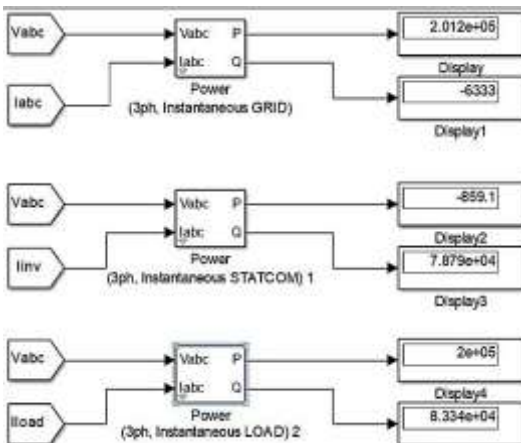 Vabc
Vabc P
2.012e+05
Display
Iabc
Iabc Q
-6333
Display1
Power
(3ph, Instantaneous GRID)
Vabc
Vabc P
-859.1
Display2
Iinv
Iabc Q
7.879e+04
Display3
Power
(3ph, Instantaneous STATCOM) 1
Vabc
Vabc P
2e+05
Display4
Iload
Iabc Q
8.334e+04
Power
(3ph, Instantaneous LOAD) 2